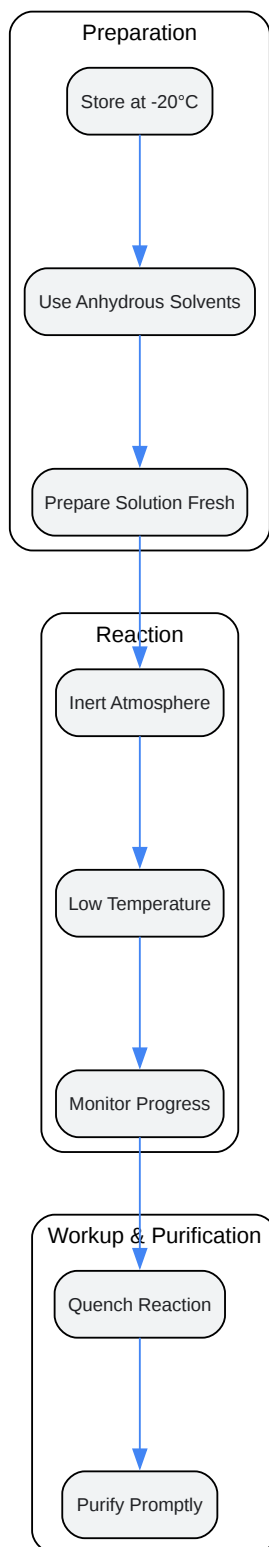 Preparation
Store at -20°C
Use Anhydrous Solvents
Prepare Solution Fresh
Reaction
Inert Atmosphere
Low Temperature
Monitor Progress
Workup & Purification
Quench Reaction
Purify Promptly